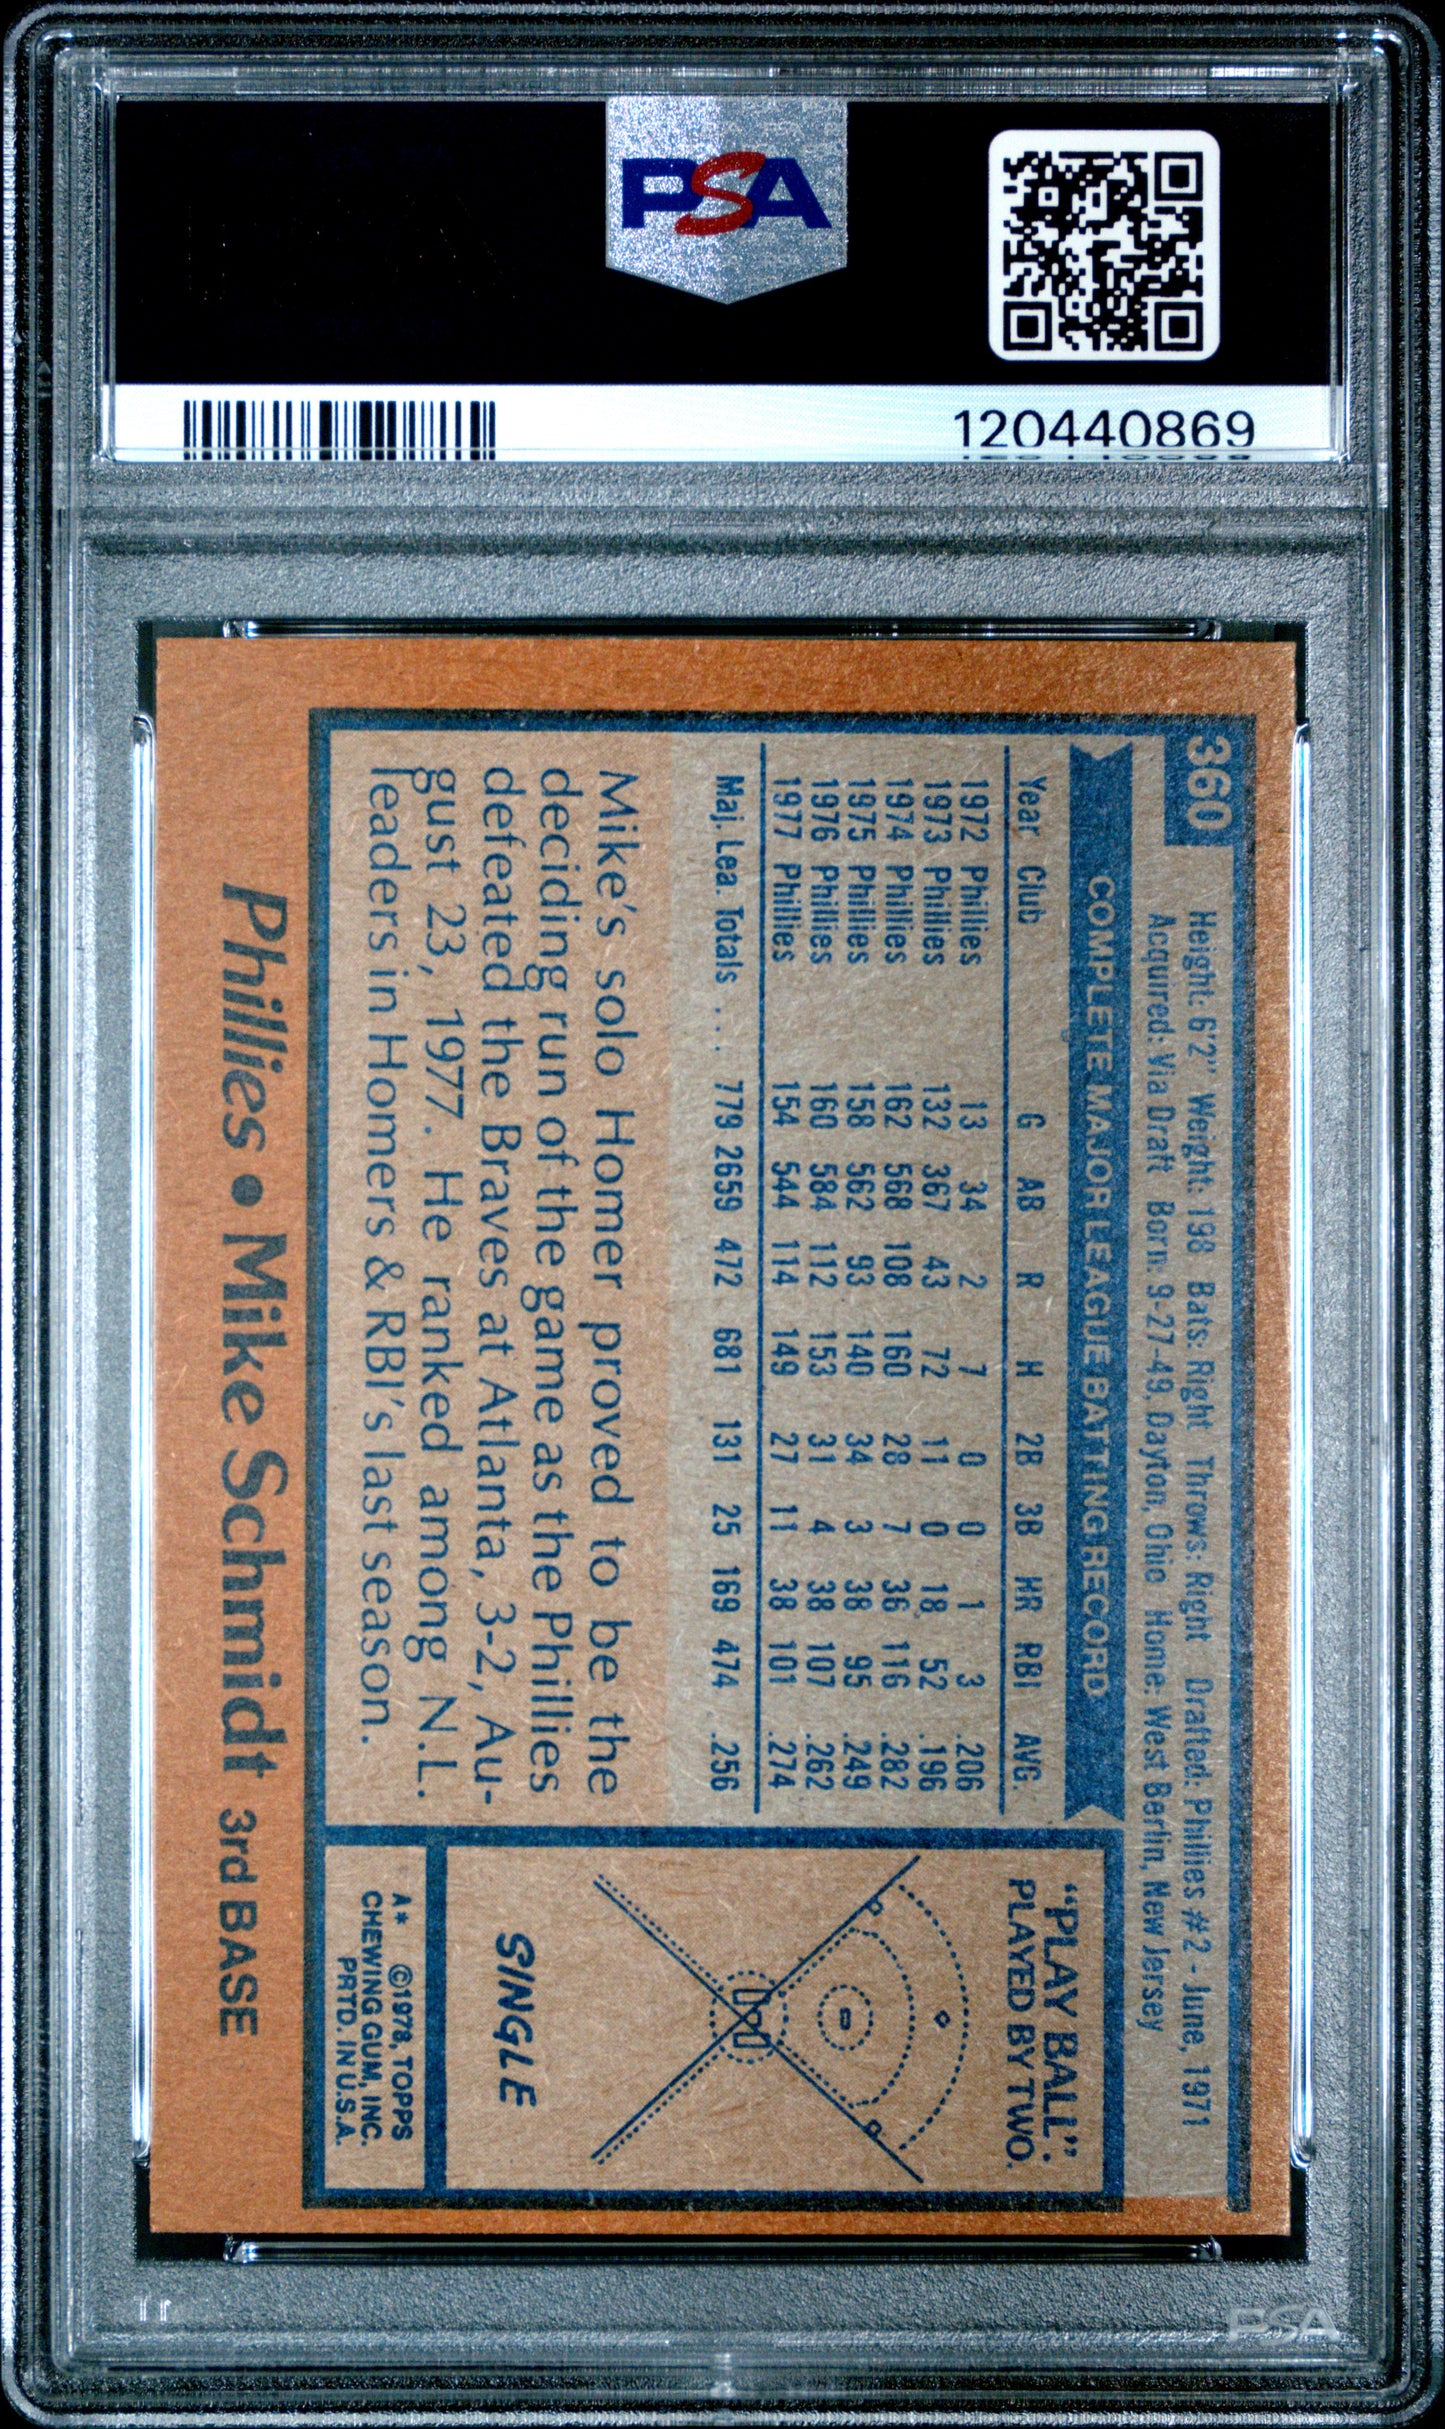 PSA
120440869
360
Height: 6'2" Weight: 198 Bats: Right Throws: Right Drafted: Phillies #2 - June, 1971
Acquired: Via Draft Born: 9-27-49, Dayton, Ohio Home: West Berlin, New Jersey
COMPLETE MAJOR LEAGUE BATTING RECORD
Year Club G AB R H 2B 3B HR RBI AVG.
1972 Phillies 13 34 2 7 0 0 1 3 .206
1973 Phillies 132 367 43 72 11 0 18 52 .196
1974 Phillies 162 568 108 160 28 7 36 116 .282
1975 Phillies 158 562 93 140 34 3 38 95 .249
1976 Phillies 160 584 112 153 31 4 38 107 .262
1977 Phillies 154 544 114 149 27 11 38 101 .274
Maj. Lea. Totals . . . 779 2659 472 681 131 25 169 474 .256
Mike's solo Homer proved to be the
deciding run of the game as the Phillies
defeated the Braves at Atlanta, 3-2, Au-
gust 23, 1977. He ranked among N.L.
leaders in Homers & RBI's last season.
"PLAY BALL":
PLAYED BY TWO.
SINGLE
A* ©1978, TOPPS
CHEWING GUM, INC.
PRTD. IN U.S.A.
Phillies • Mike Schmidt 3rd BASE
PSA